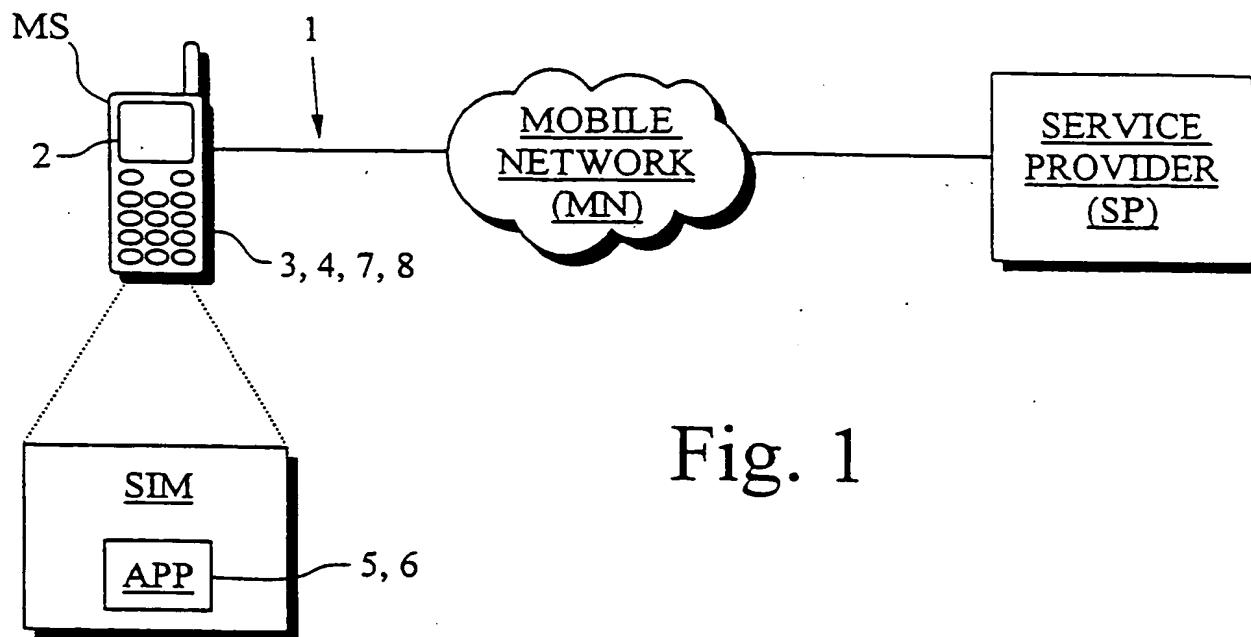 MS
1
2
3, 4, 7, 8
MOBILE
NETWORK
(MN)
SERVICE
PROVIDER
(SP)
SIM
APP
5, 6
Fig. 1